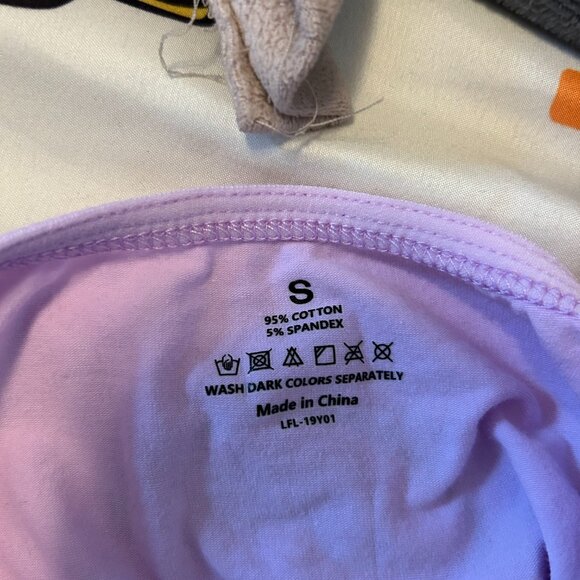 S
95% COTTON
5% SPANDEX
WASH DARK COLORS SEPARATELY
Made in China
LFL-19Y01